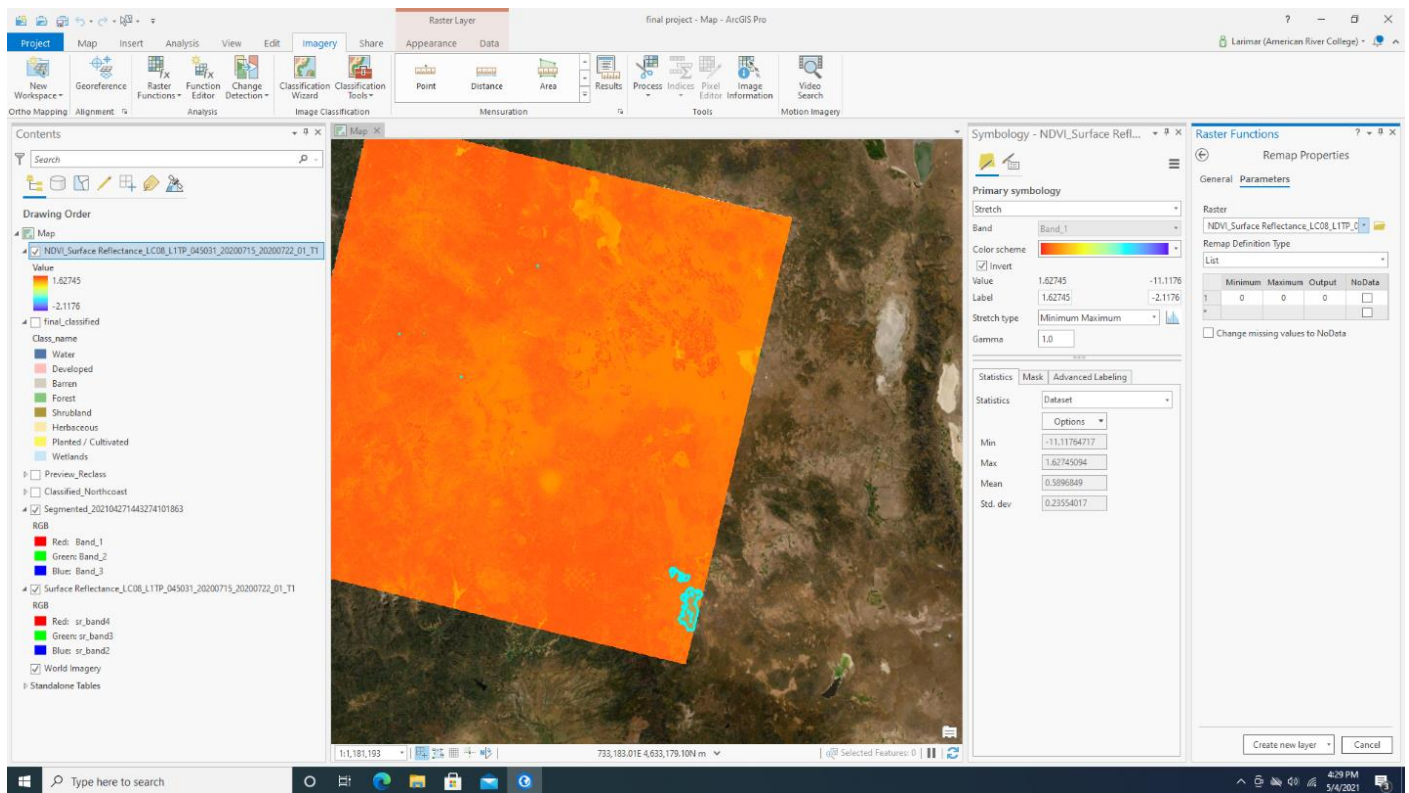 final project - Map - ArcGIS Pro
Raster Layer
? — X
Project Map Insert Analysis View Edit Imagery Share Appearance Data
Larimar (American River College)
New Workspace
Georeference
Raster Functions
Function Editor
Change Detection
Classification Wizard
Classification Tools
Point
Distance
Area
Results
Process
Indices
Pixel Editor
Image Information
Video Search
Ortho Mapping
Alignment
Analysis
Image Classification
Mensuration
Tools
Motion Imagery
Contents
Search
Drawing Order
Map
NDVI_Surface Reflectance_LC08_L1TP_045031_20200715_20200722_01_T1
Value
1.62745
-2.1176
final_classified
Class_name
Water
Developed
Barren
Forest
Shrubland
Herbaceous
Planted / Cultivated
Wetlands
Preview_Reclass
Classified_Northcoast
Segmented_202104271443274101863
RGB
Red: Band_1
Green: Band_2
Blue: Band_3
Surface Reflectance_LC08_L1TP_045031_20200715_20200722_01_T1
RGB
Red: sr_band4
Green: sr_band3
Blue: sr_band2
World Imagery
Standalone Tables
Map
1:1,181,193
733,183.01E 4,633,179.10N m
Selected Features: 0
Symbology - NDVI_Surface Refl...
Primary symbology
Stretch
Band Band_1
Color scheme
Invert
Value 1.62745 -11.1176
Label 1.62745 -2.1176
Stretch type Minimum Maximum
Gamma 1.0
Statistics Mask Advanced Labeling
Statistics Dataset
Options
Min -11.11764717
Max 1.62745094
Mean 0.5896849
Std. dev 0.23554017
Raster Functions
Remap Properties
General Parameters
Raster
NDVI_Surface Reflectance_LC08_L1TP_0
Remap Definition Type
List
Minimum Maximum Output NoData
1 0 0 0
*
Change missing values to NoData
Create new layer
Cancel
Type here to search
4:29 PM
5/4/2021
3